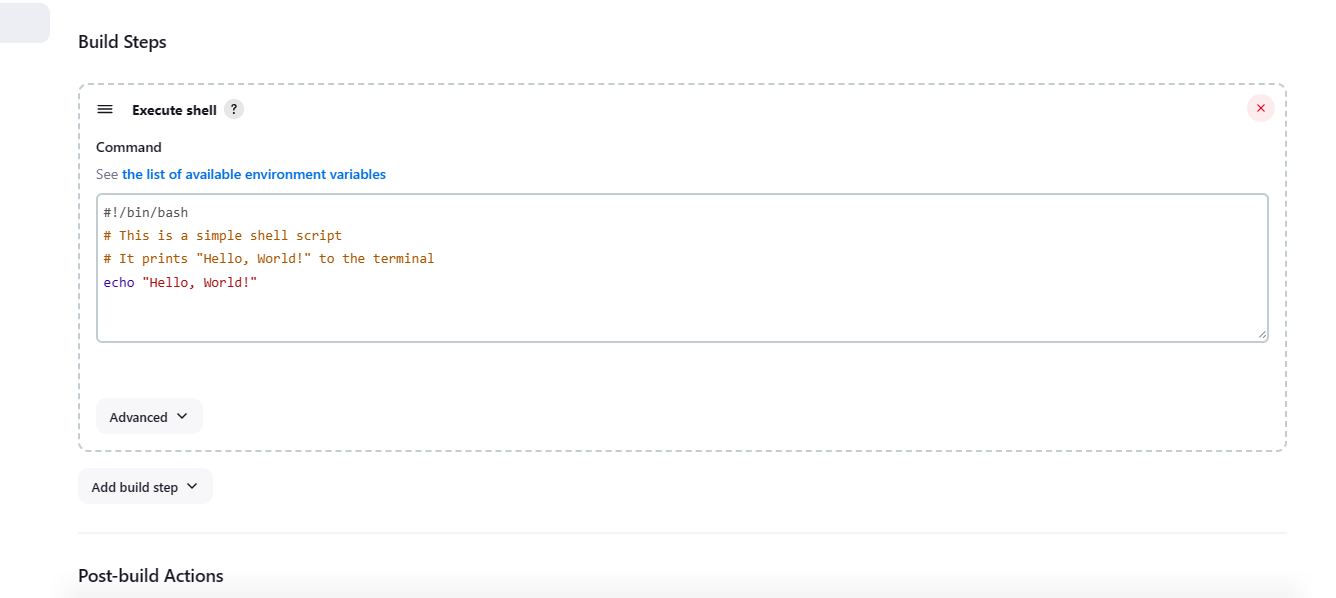 Build Steps
Execute shell ?
Command
See the list of available environment variables
#!/bin/bash
# This is a simple shell script
# It prints "Hello, World!" to the terminal
echo "Hello, World!"
Advanced
Add build step
Post-build Actions